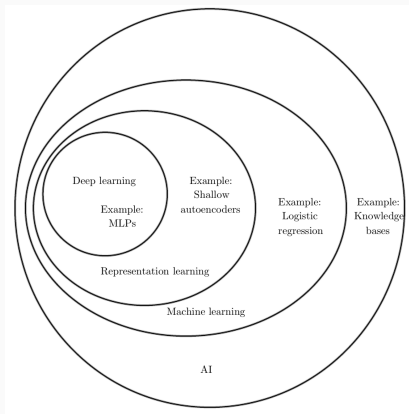 Deep learning
Example:
MLPs
Example:
Shallow
autoencoders
Example:
Logistic
regression
Example:
Knowledge
bases
Representation learning
Machine learning
AI